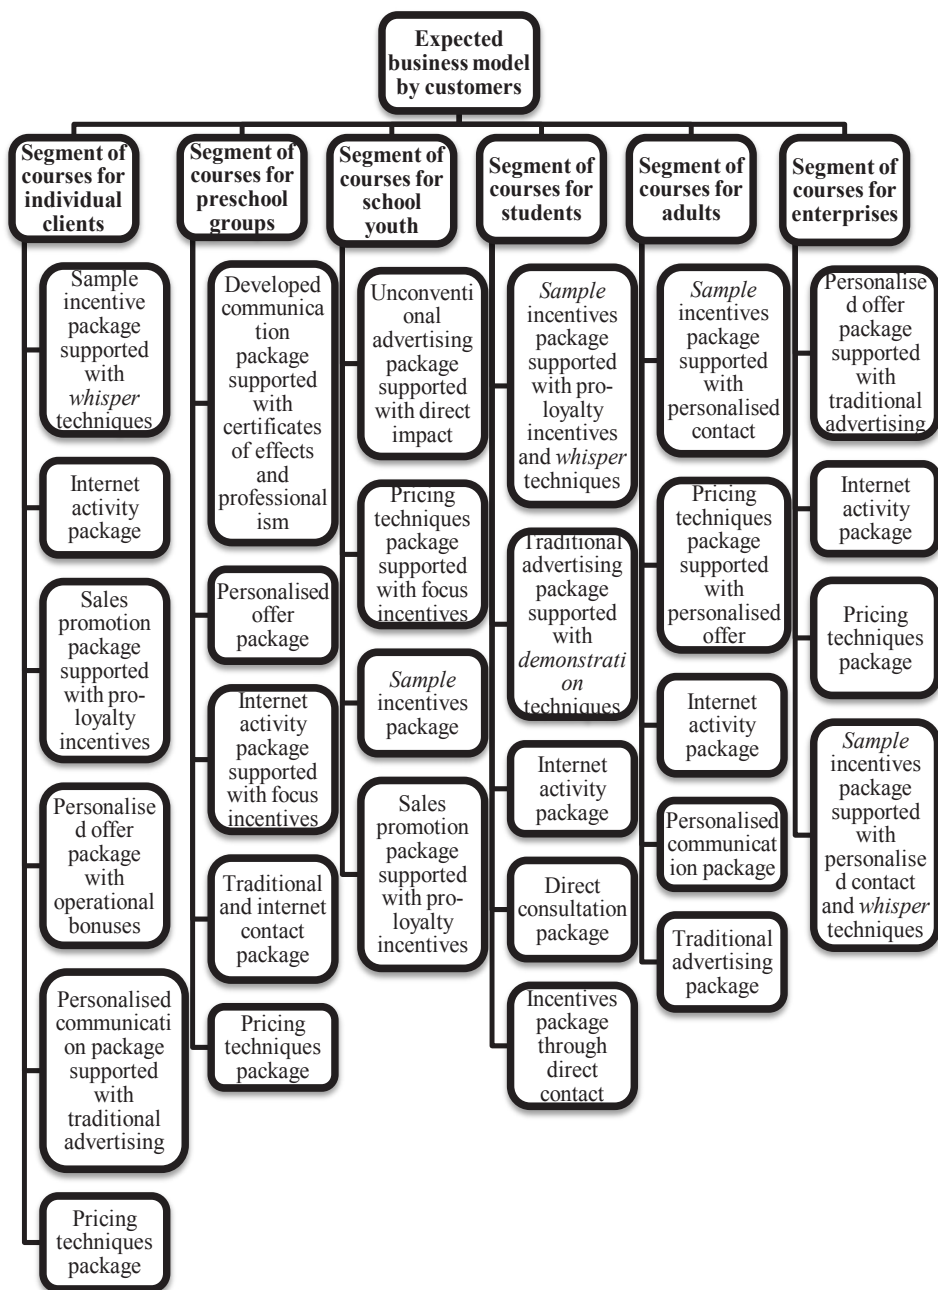 Expected
business model
by customers
Segment of
courses for
individual
clients
Sample
incentive
package
supported
with
whisper
techniques
Internet
activity
package
Sales
promotion
package
supported
with pro-
loyalty
incentives
Personalise
d offer
package
with
operational
bonuses
Personalised
communicati
on package
supported
with
traditional
advertising
Pricing
techniques
package
Segment of
courses for
preschool
groups
Developed
communica
tion
package
supported
with
certificates
of effects
and
professional
ism
Personalised
offer
package
Internet
activity
package
supported
with focus
incentives
Traditional
and internet
contact
package
Pricing
techniques
package
Segment of
courses for
school
youth
Unconventi
onal
advertising
package
supported
with direct
impact
Pricing
techniques
package
supported
with focus
incentives
Sample
incentives
package
Sales
promotion
package
supported
with pro-
loyalty
incentives
Segment of
courses for
students
Sample
incentives
package
supported
with pro-
loyalty
incentives
and whisper
techniques
Traditional
advertising
package
supported
with
demonstrati
on
techniques
Internet
activity
package
Direct
consultation
package
Incentives
package
through
direct
contact
Segment of
courses for
adults
Sample
incentives
package
supported
with
personalised
contact
Pricing
techniques
package
supported
with
personalised
offer
Internet
activity
package
Personalised
communicat
ion package
Traditional
advertising
package
Segment of
courses for
enterprises
Personalise
d offer
package
supported
with
traditional
advertising
Internet
activity
package
Pricing
techniques
package
Sample
incentives
package
supported
with
personalise
d contact
and whisper
techniques